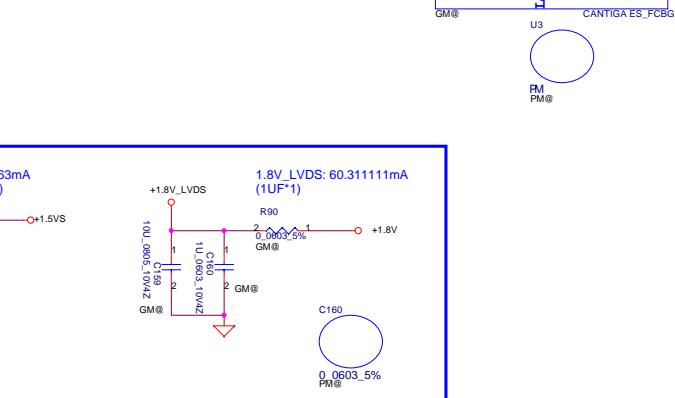 GM@
CANTIGA ES_FCBG
U3
PM
PM@
63mA
)
+1.5VS
+1.8V_LVDS
1.8V_LVDS: 60.311111mA
(1UF*1)
R90
2
1
0_0603_5%
GM@
+1.8V
10U_0805_10V4Z
C159
1
2
GM@
1U_0603_10V4Z
C160
1
2
GM@
C160
0_0603_5%
PM@